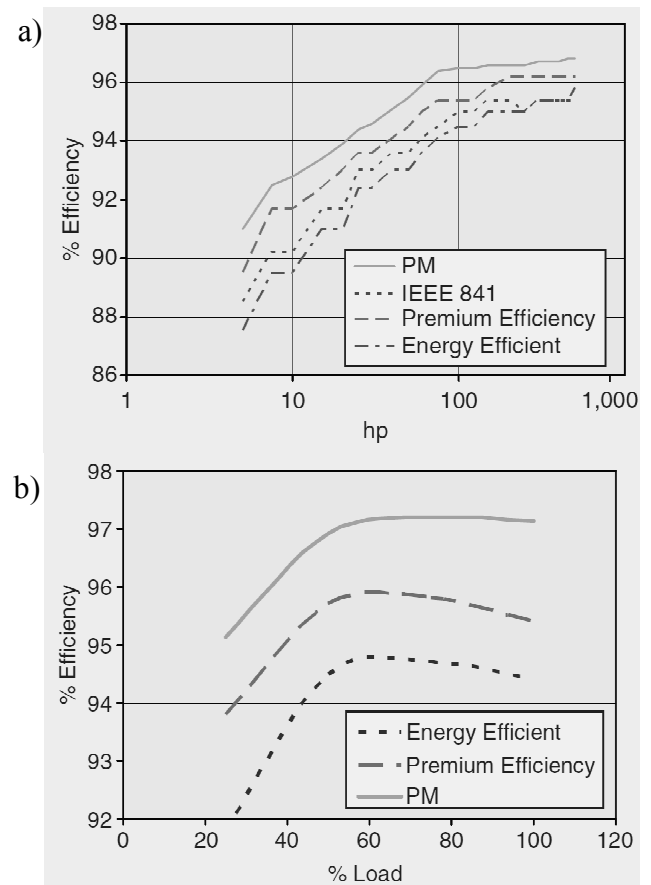 a)
98
96
94
92
90
88
86
% Efficiency
PM
IEEE 841
Premium Efficiency
Energy Efficient
1 10 100 1,000
hp
b)
98
97
96
95
94
93
92
% Efficiency
Energy Efficient
Premium Efficiency
PM
0 20 40 60 80 100 120
% Load